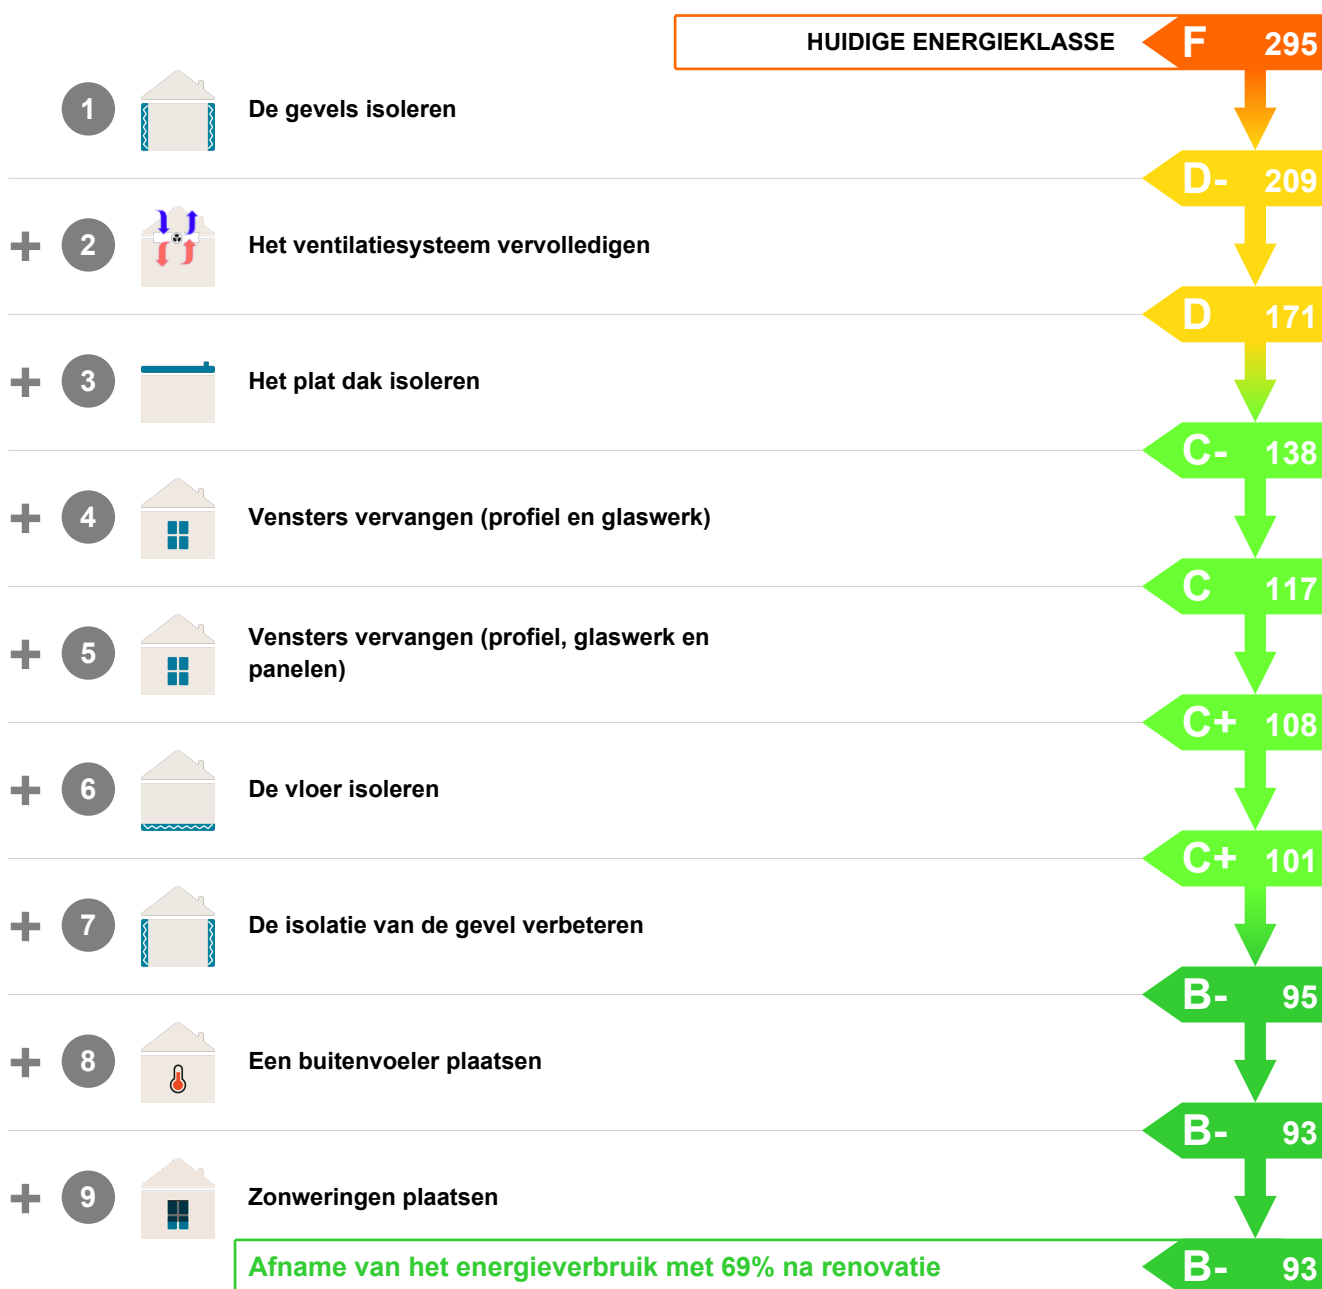 HUIDIGE ENERGIEKLASSE F 295
1 De gevels isoleren
D- 209
+ 2 Het ventilatiesysteem vervolledigen
D 171
+ 3 Het plat dak isoleren
C- 138
+ 4 Vensters vervangen (profiel en glaswerk)
C 117
+ 5 Vensters vervangen (profiel, glaswerk en
panelen)
C+ 108
+ 6 De vloer isoleren
C+ 101
+ 7 De isolatie van de gevel verbeteren
B- 95
+ 8 Een buitenvoeler plaatsen
B- 93
+ 9 Zonweringen plaatsen
Afname van het energieverbruik met 69% na renovatie B- 93